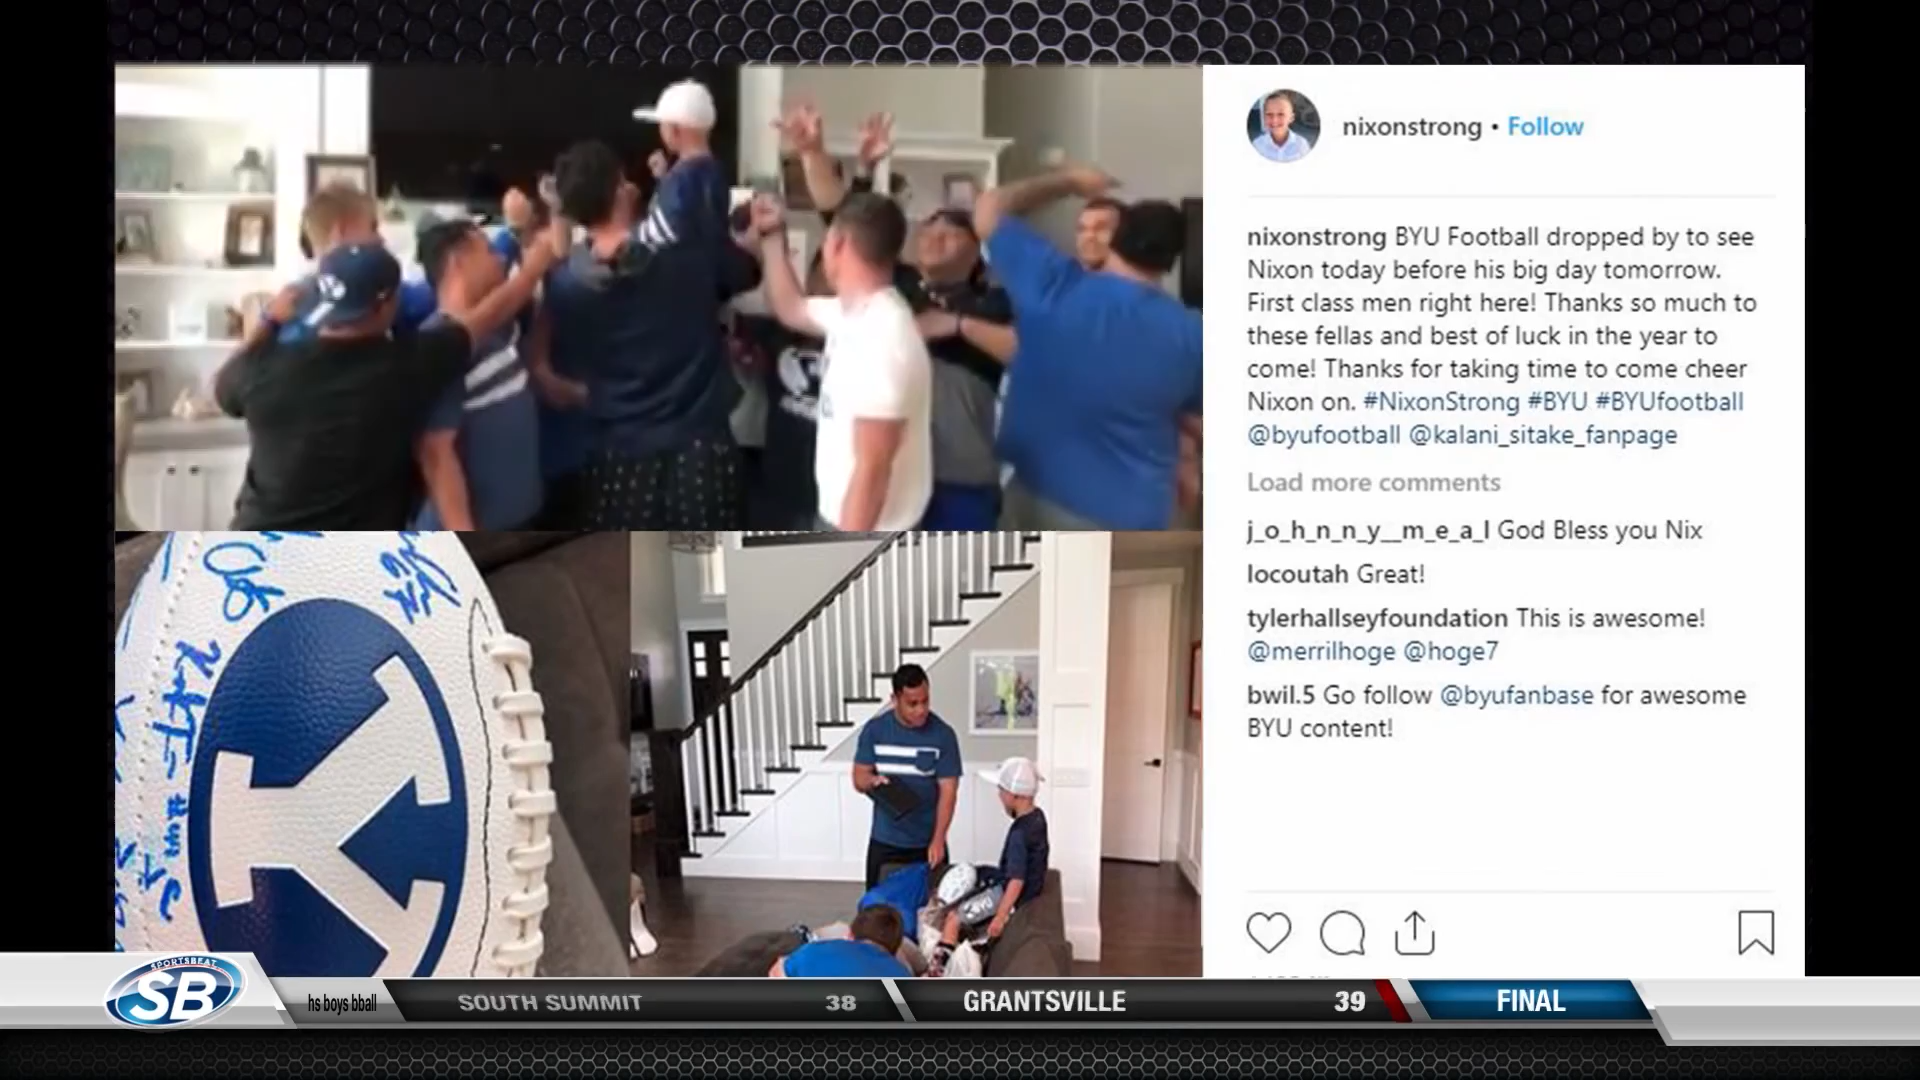 nixonstrong • Follow
nixonstrong BYU Football dropped by to see
Nixon today before his big day tomorrow.
First class men right here! Thanks so much to
these fellas and best of luck in the year to
come! Thanks for taking time to come cheer
Nixon on. #NixonStrong #BYU #BYUfootball
@byufootball @kalani_sitake_fanpage
Load more comments
j_o_h_n_n_y__m_e_a_l God Bless you Nix
locoutah Great!
tylerhallseyfoundation This is awesome!
@merrilhoge @hoge7
bwil.5 Go follow @byufanbase for awesome
BYU content!
Y
BYU
SPORTSBEAT
SB
hs boys bball
SOUTH SUMMIT 38
GRANTSVILLE 39
FINAL